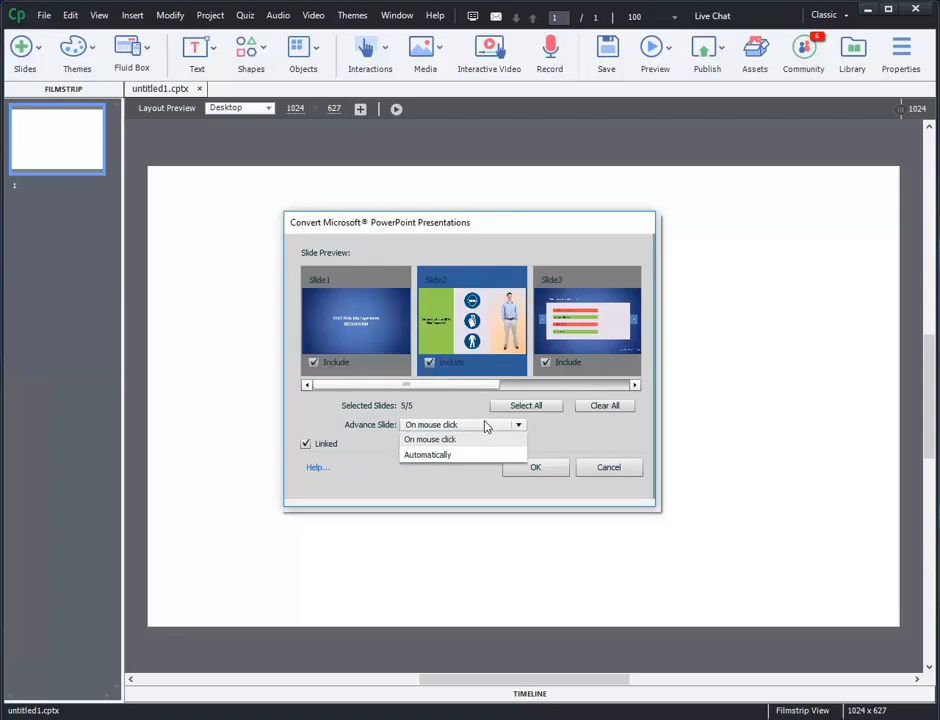 Cp File Edit View Insert Modify Project Quiz Audio Video Themes Window Help 1 / 1 100 Live Chat Classic
Slides Themes Fluid Box Text Shapes Objects Interactions Media Interactive Video Record Save Preview Publish Assets 6 Community Library Properties
FILMSTRIP untitled1.cptx ×
Layout Preview Desktop 1024 627 1024
1
Convert Microsoft® PowerPoint Presentations
Slide Preview:
Slide1 Slide2 Slide3
Include Include Include
Selected Slides: 5/5 Select All Clear All
Advance Slide: On mouse click
On mouse click
Linked
Automatically
Help... OK Cancel
TIMELINE
untitled1.cptx Filmstrip View 1024 x 627